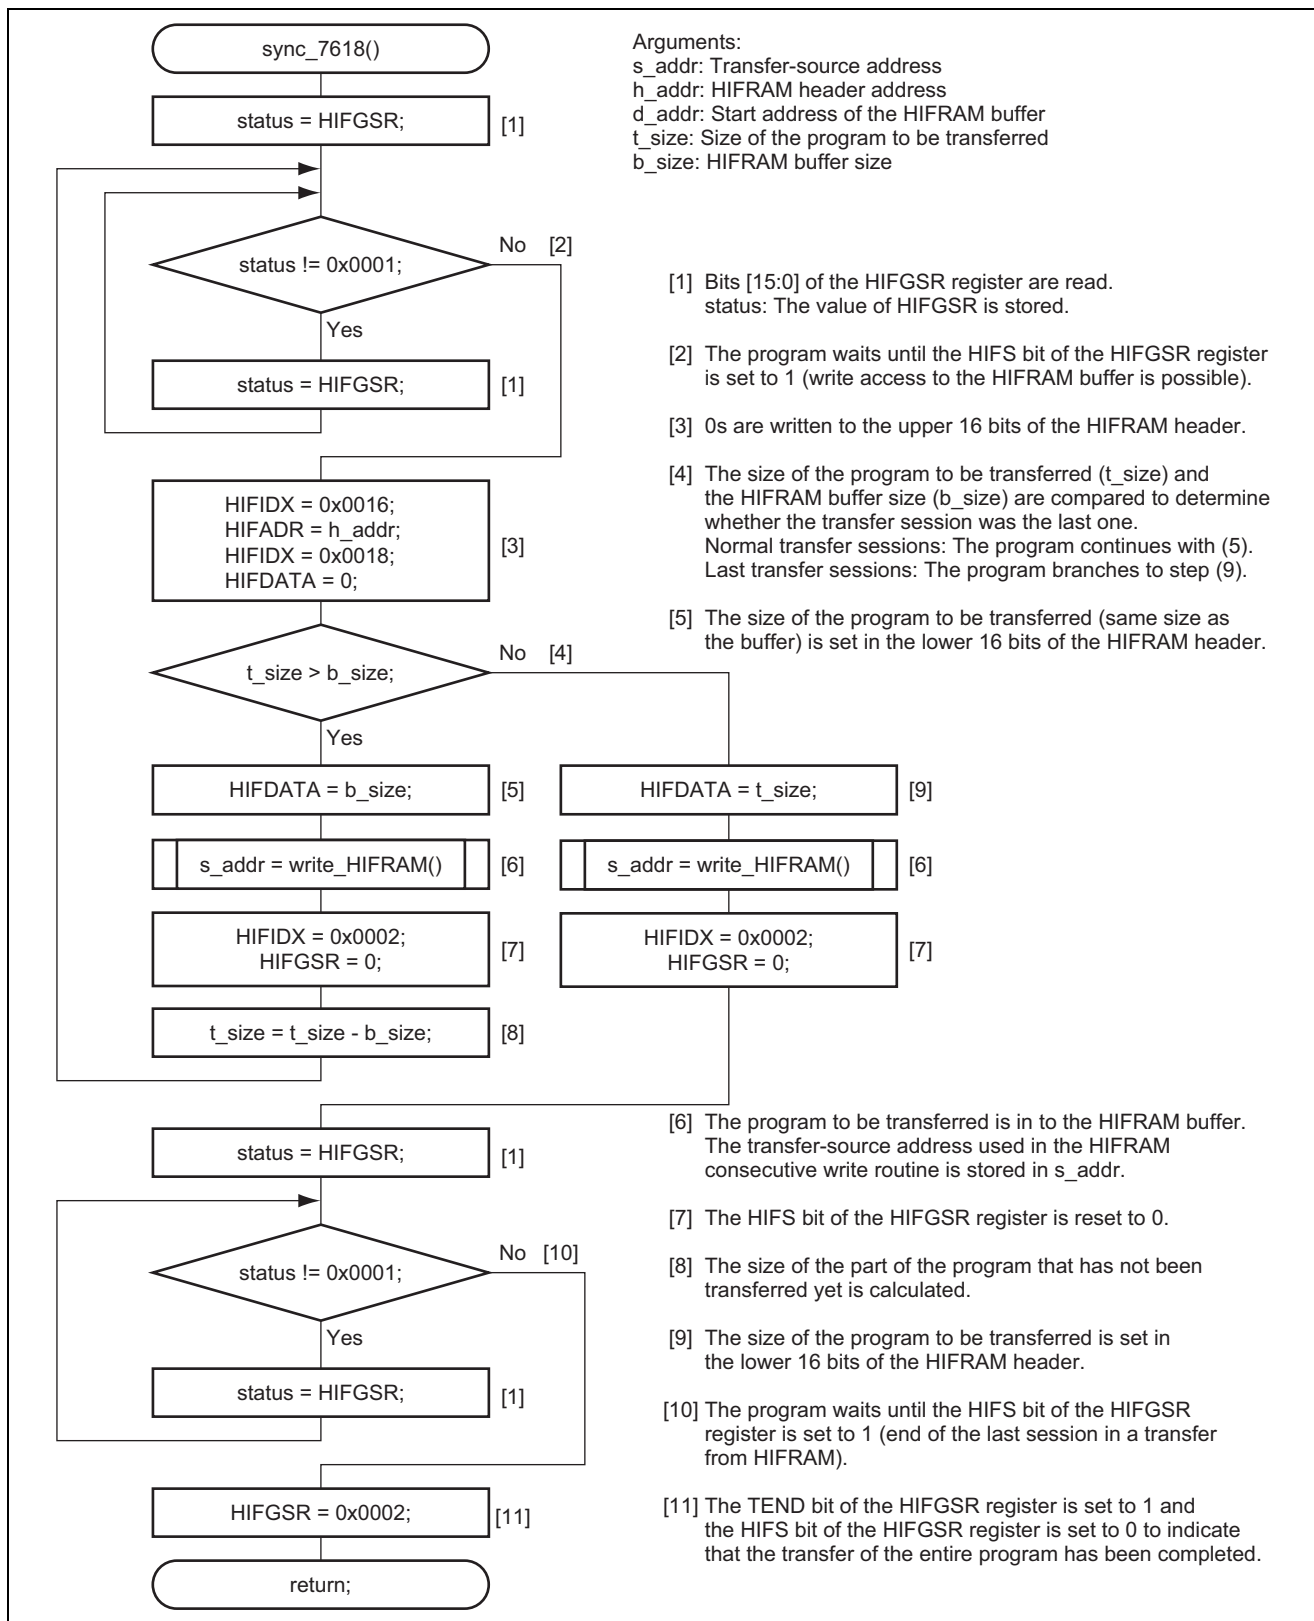 sync_7618()
Arguments:
s_addr: Transfer-source address
h_addr: HIFRAM header address
d_addr: Start address of the HIFRAM buffer
t_size: Size of the program to be transferred
b_size: HIFRAM buffer size
status = HIFGSR; [1]
status != 0x0001;
No [2]
Yes
status = HIFGSR; [1]
[1] Bits [15:0] of the HIFGSR register are read.
status: The value of HIFGSR is stored.
[2] The program waits until the HIFS bit of the HIFGSR register
is set to 1 (write access to the HIFRAM buffer is possible).
[3] 0s are written to the upper 16 bits of the HIFRAM header.
[4] The size of the program to be transferred (t_size) and
the HIFRAM buffer size (b_size) are compared to determine
whether the transfer session was the last one.
Normal transfer sessions: The program continues with (5).
Last transfer sessions: The program branches to step (9).
[5] The size of the program to be transferred (same size as
the buffer) is set in the lower 16 bits of the HIFRAM header.
HIFIDX = 0x0016;
HIFADR = h_addr;
HIFIDX = 0x0018;
HIFDATA = 0;
[3]
t_size > b_size;
No [4]
Yes
HIFDATA = b_size; [5]
s_addr = write_HIFRAM() [6]
HIFIDX = 0x0002;
HIFGSR = 0;
[7]
t_size = t_size - b_size; [8]
HIFDATA = t_size; [9]
s_addr = write_HIFRAM() [6]
HIFIDX = 0x0002;
HIFGSR = 0;
[7]
status = HIFGSR; [1]
status != 0x0001;
No [10]
Yes
status = HIFGSR; [1]
HIFGSR = 0x0002; [11]
return;
[6] The program to be transferred is in to the HIFRAM buffer.
The transfer-source address used in the HIFRAM
consecutive write routine is stored in s_addr.
[7] The HIFS bit of the HIFGSR register is reset to 0.
[8] The size of the part of the program that has not been
transferred yet is calculated.
[9] The size of the program to be transferred is set in
the lower 16 bits of the HIFRAM header.
[10] The program waits until the HIFS bit of the HIFGSR
register is set to 1 (end of the last session in a transfer
from HIFRAM).
[11] The TEND bit of the HIFGSR register is set to 1 and
the HIFS bit of the HIFGSR register is set to 0 to indicate
that the transfer of the entire program has been completed.